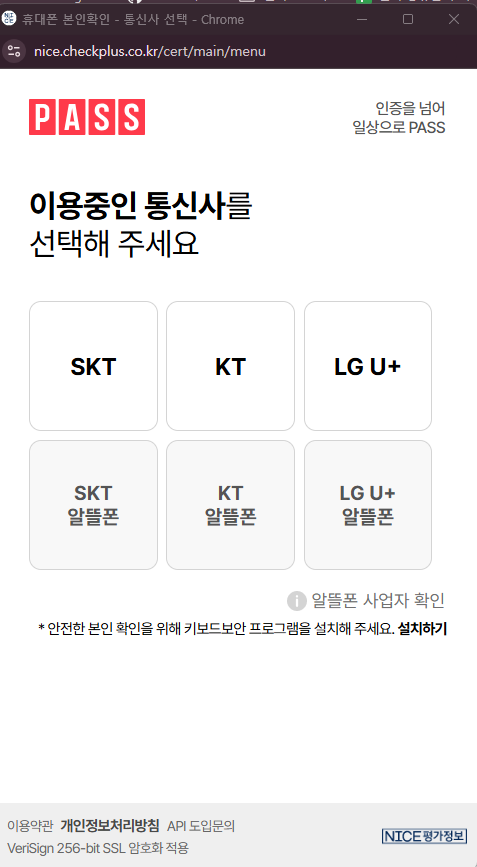 휴대폰 본인확인 - 통신사 선택 - Chrome
nice.checkplus.co.kr/cert/main/menu
PASS
인증을 넘어
일상으로 PASS
이용중인 통신사를
선택해 주세요
SKT
KT
LG U+
SKT
알뜰폰
KT
알뜰폰
LG U+
알뜰폰
알뜰폰 사업자 확인
* 안전한 본인 확인을 위해 키보드보안 프로그램을 설치해 주세요. 설치하기
이용약관 개인정보처리방침 API 도입문의
VeriSign 256-bit SSL 암호화 적용
NICE평가정보